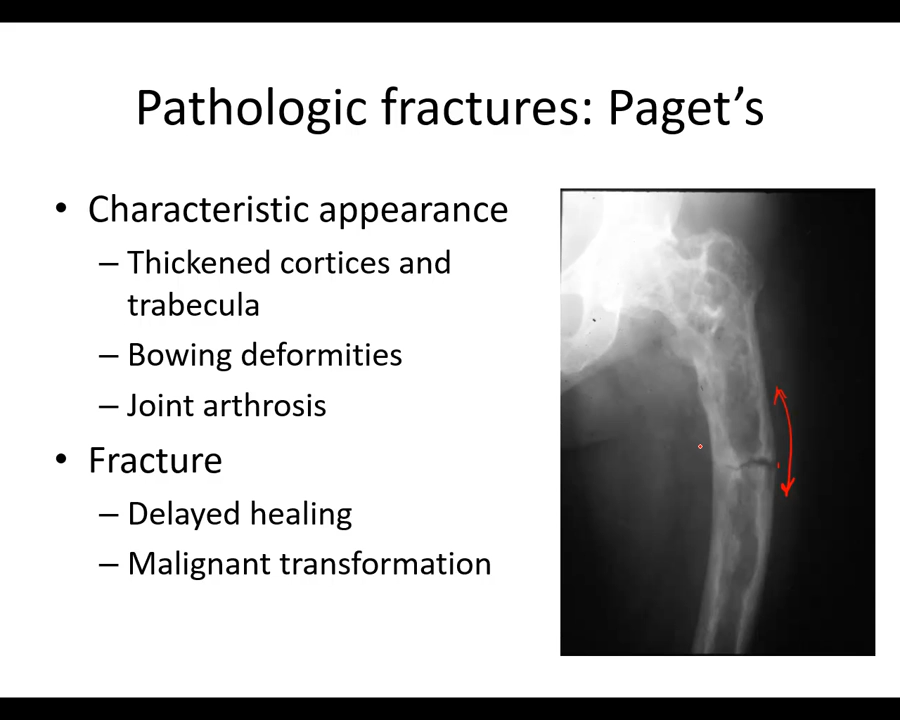 Pathologic fractures: Paget’s
• Characteristic appearance
– Thickened cortices and
trabecula
– Bowing deformities
– Joint arthrosis
• Fracture
– Delayed healing
– Malignant transformation